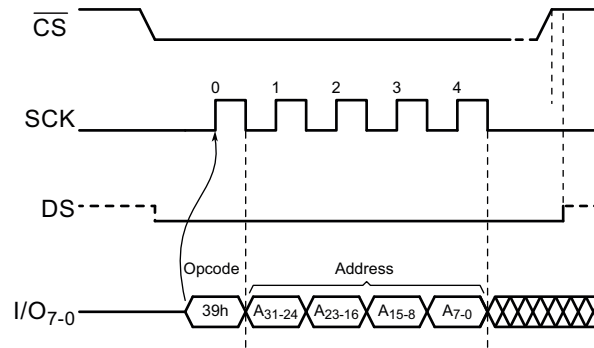 CS
0 1 2 3 4
SCK
DS
Opcode Address
I/O7-0 39h A31-24 A23-16 A15-8 A7-0